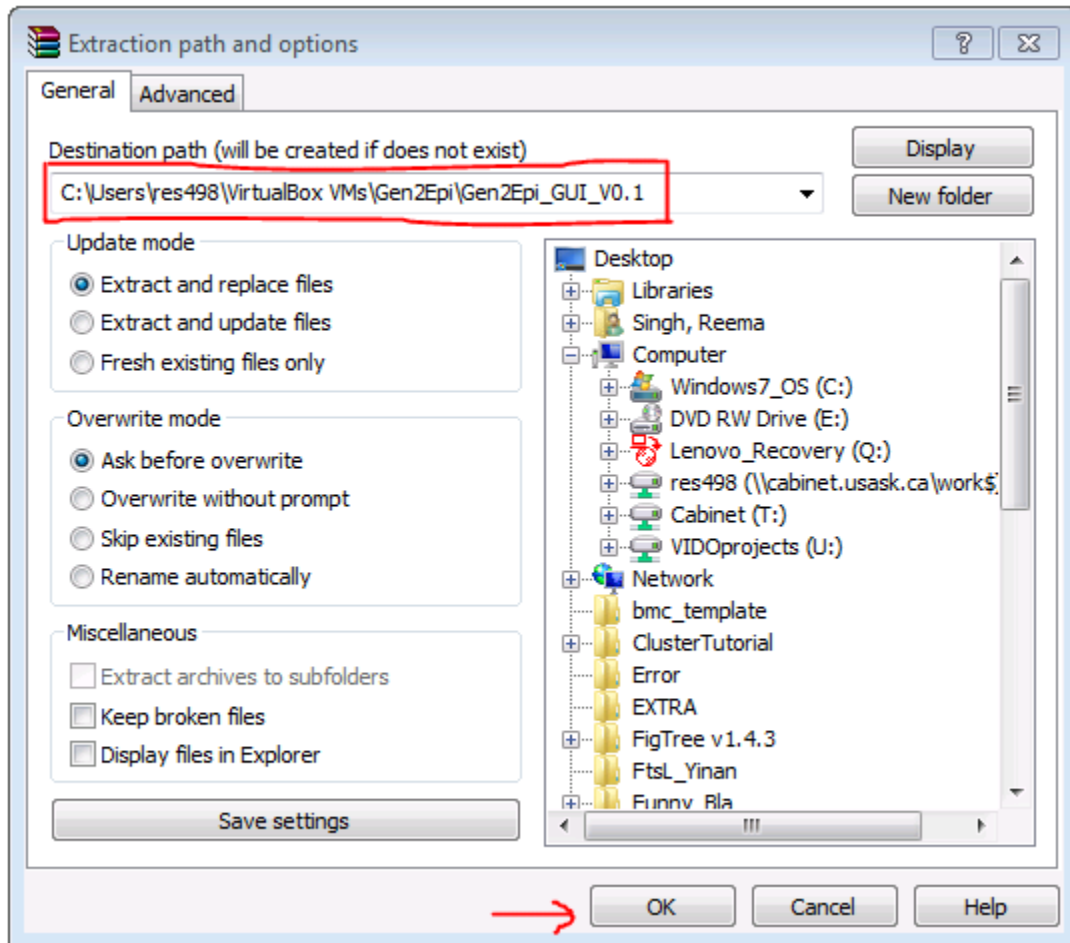 Extraction path and options
General
Advanced
Destination path (will be created if does not exist)
Display
C:\Users\res498\VirtualBox VMs\Gen2Epi\Gen2Epi_GUI_V0.1
New folder
Update mode
Extract and replace files
Extract and update files
Fresh existing files only
Overwrite mode
Ask before overwrite
Overwrite without prompt
Skip existing files
Rename automatically
Miscellaneous
Extract archives to subfolders
Keep broken files
Display files in Explorer
Save settings
Desktop
Libraries
Singh, Reema
Computer
Windows7_OS (C:)
DVD RW Drive (E:)
Lenovo_Recovery (Q:)
res498 (\\cabinet.usask.ca\work$)
Cabinet (T:)
VIDOprojects (U:)
Network
bmc_template
ClusterTutorial
Error
EXTRA
FigTree v1.4.3
FtsL_Yinan
Funny_Bla
OK
Cancel
Help